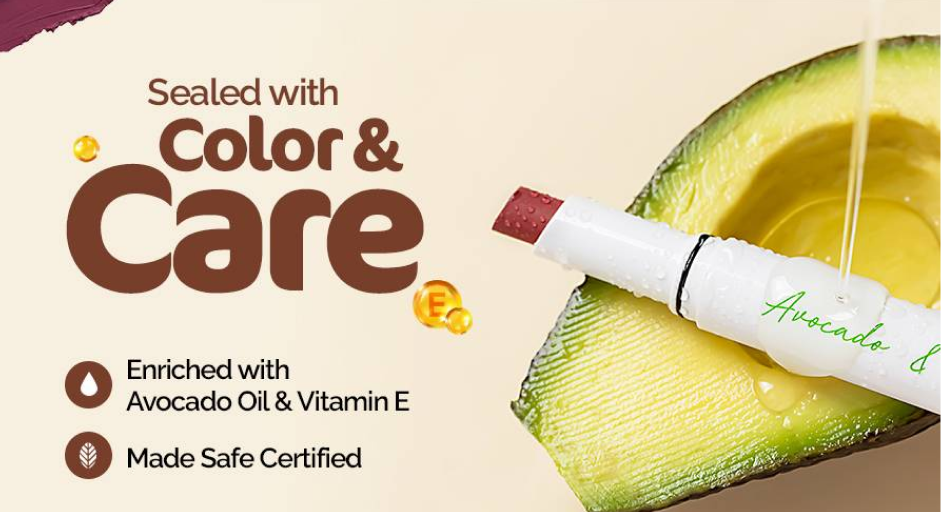 Sealed with
Color &
Care
E
Enriched with
Avocado Oil & Vitamin E
Made Safe Certified
Avocado &